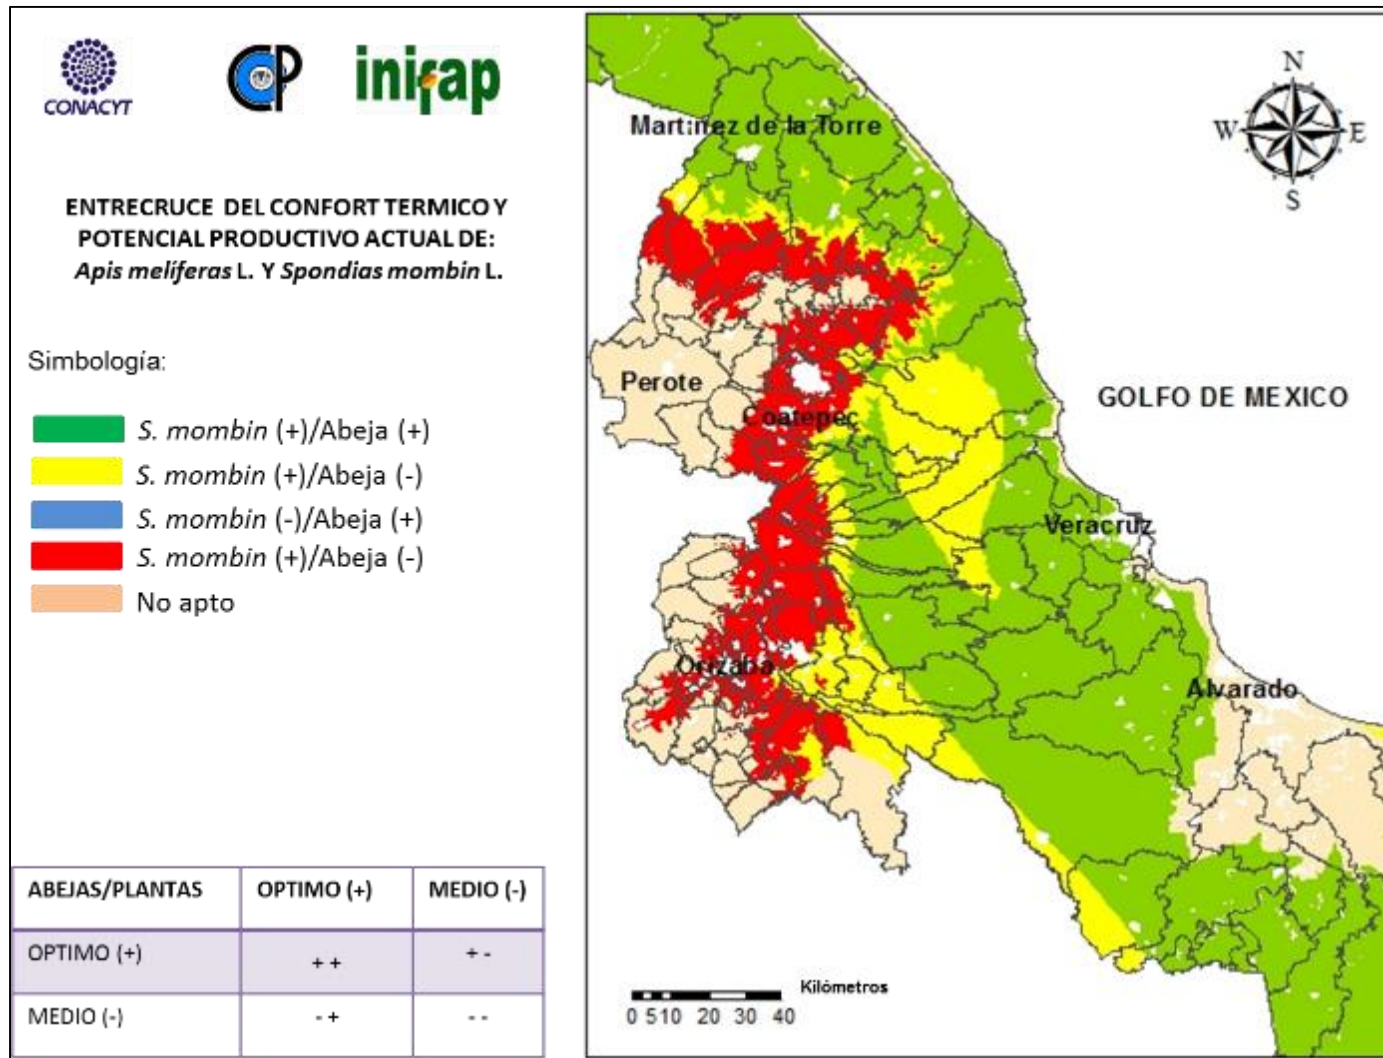 CONACYT
CP
inifap
ENTRECRUCE DEL CONFORT TERMICO Y
POTENCIAL PRODUCTIVO ACTUAL DE:
Apis melíferas L. Y Spondias mombin L.
Simbología:
S. mombin (+)/Abeja (+)
S. mombin (+)/Abeja (-)
S. mombin (-)/Abeja (+)
S. mombin (+)/Abeja (-)
No apto
ABEJAS/PLANTAS OPTIMO (+) MEDIO (-)
OPTIMO (+) + + + -
MEDIO (-) - + - -
Martinez de la Torre
Perote
Coatepec
Veracruz
Orizaba
Alvarado
GOLFO DE MEXICO
N
W E
S
Kilómetros
0 5 10 20 30 40